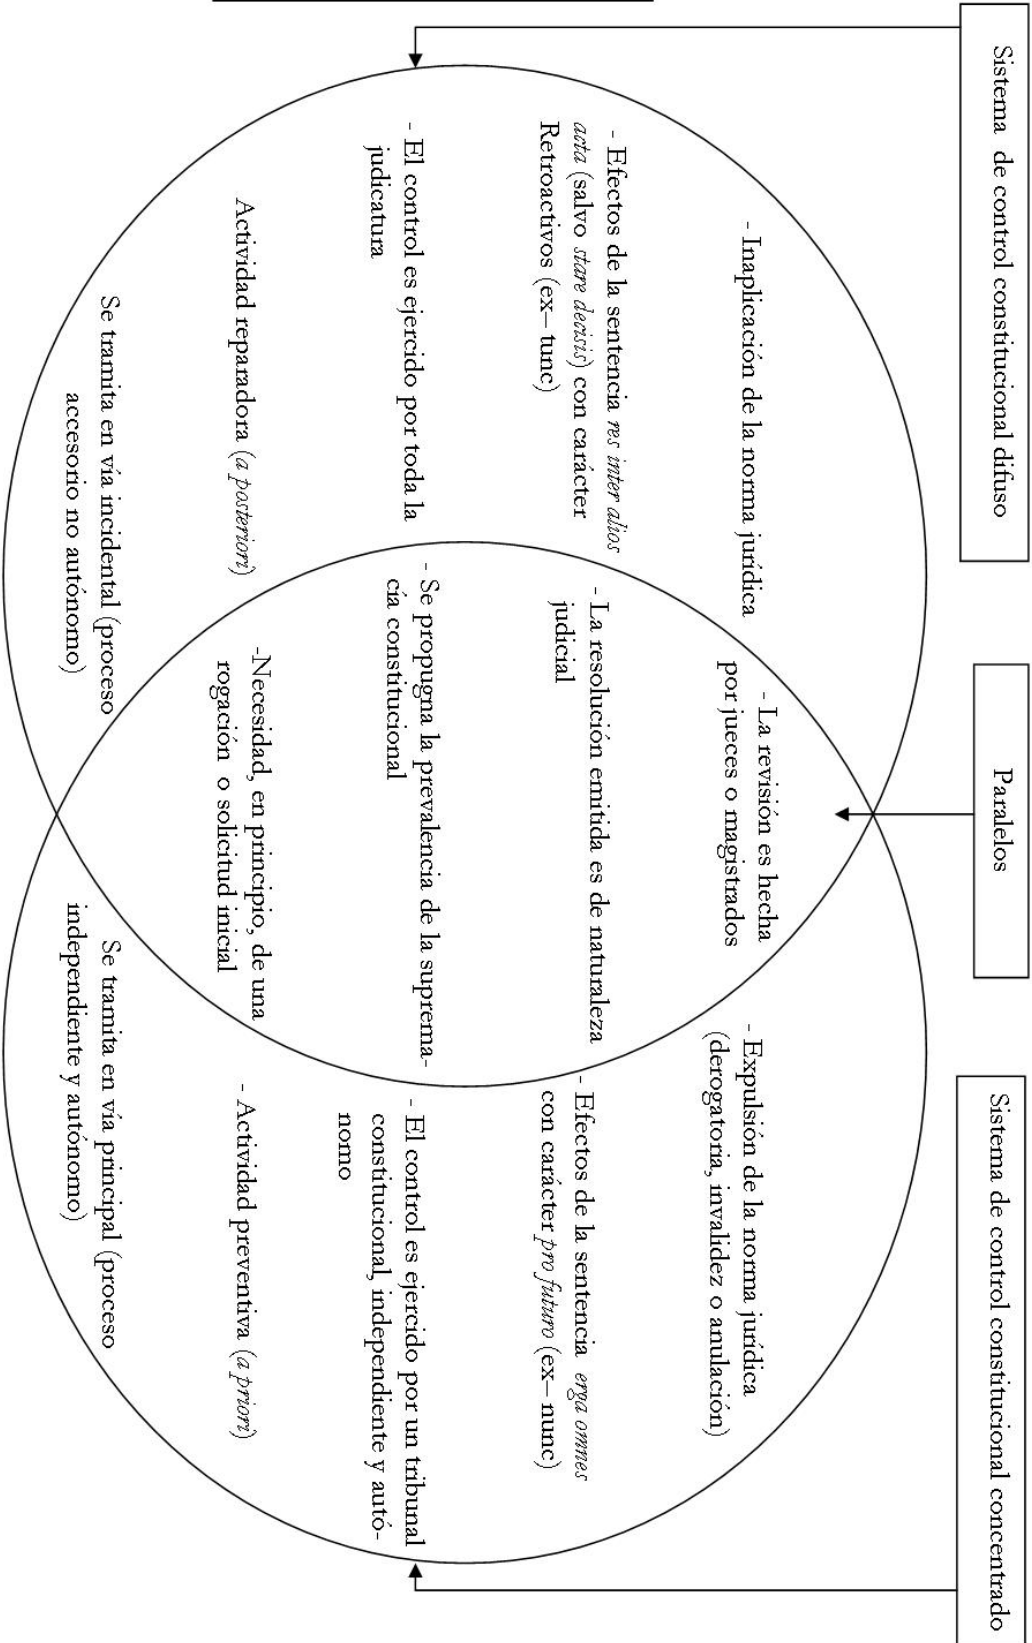 Sistema de control constitucional difuso
Paralelos
Sistema de control constitucional concentrado
- Inaplicación de la norma jurídica
- Efectos de la sentencia res inter alios
acta (salvo stare decisis) con carácter
Retroactivos (ex– tunc)
- El control es ejercido por toda la
judicatura
Actividad reparadora (a posteriori)
Se tramita en vía incidental (proceso
accesorio no autónomo)
- La revisión es hecha
por jueces o magistrados
- La resolución emitida es de naturaleza
judicial
- Se propugna la prevalencia de la suprema-
cía constitucional
-Necesidad, en principio, de una
rogación o solicitud inicial
- Expulsión de la norma jurídica
(derogatoria, invalidez o anulación)
- Efectos de la sentencia erga omnes
con carácter pro futuro (ex– nunc)
- El control es ejercido por un tribunal
constitucional, independiente y autó-
nomo
- Actividad preventiva (a priori)
Se tramita en vía principal (proceso
independiente y autónomo)